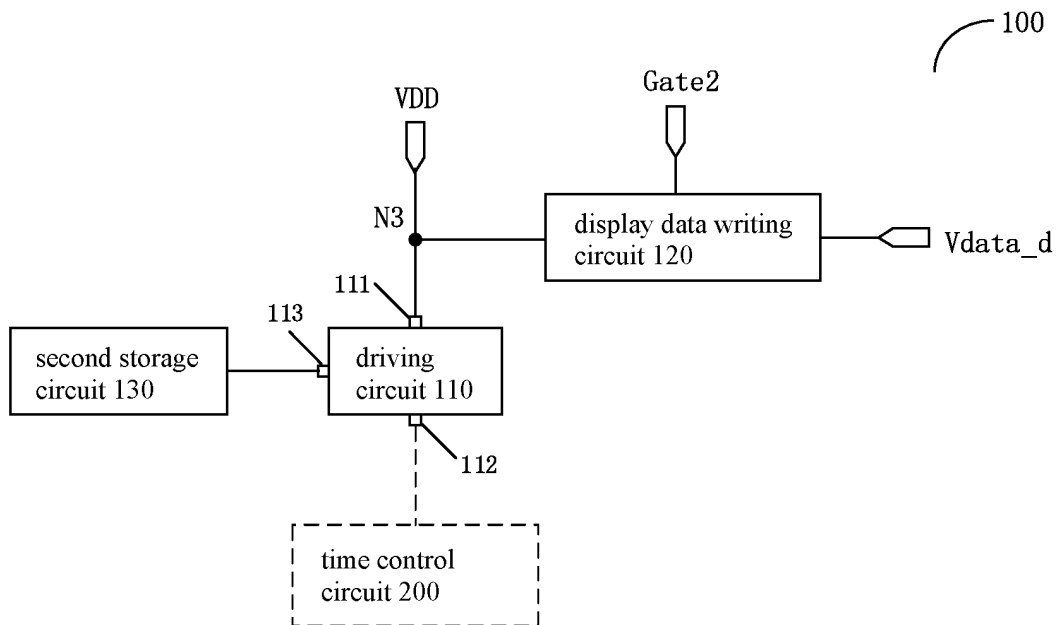 100
Gate2
VDD
N3
display data writing
circuit 120
Vdata_d
111
113
second storage
circuit 130
driving
circuit 110
112
time control
circuit 200